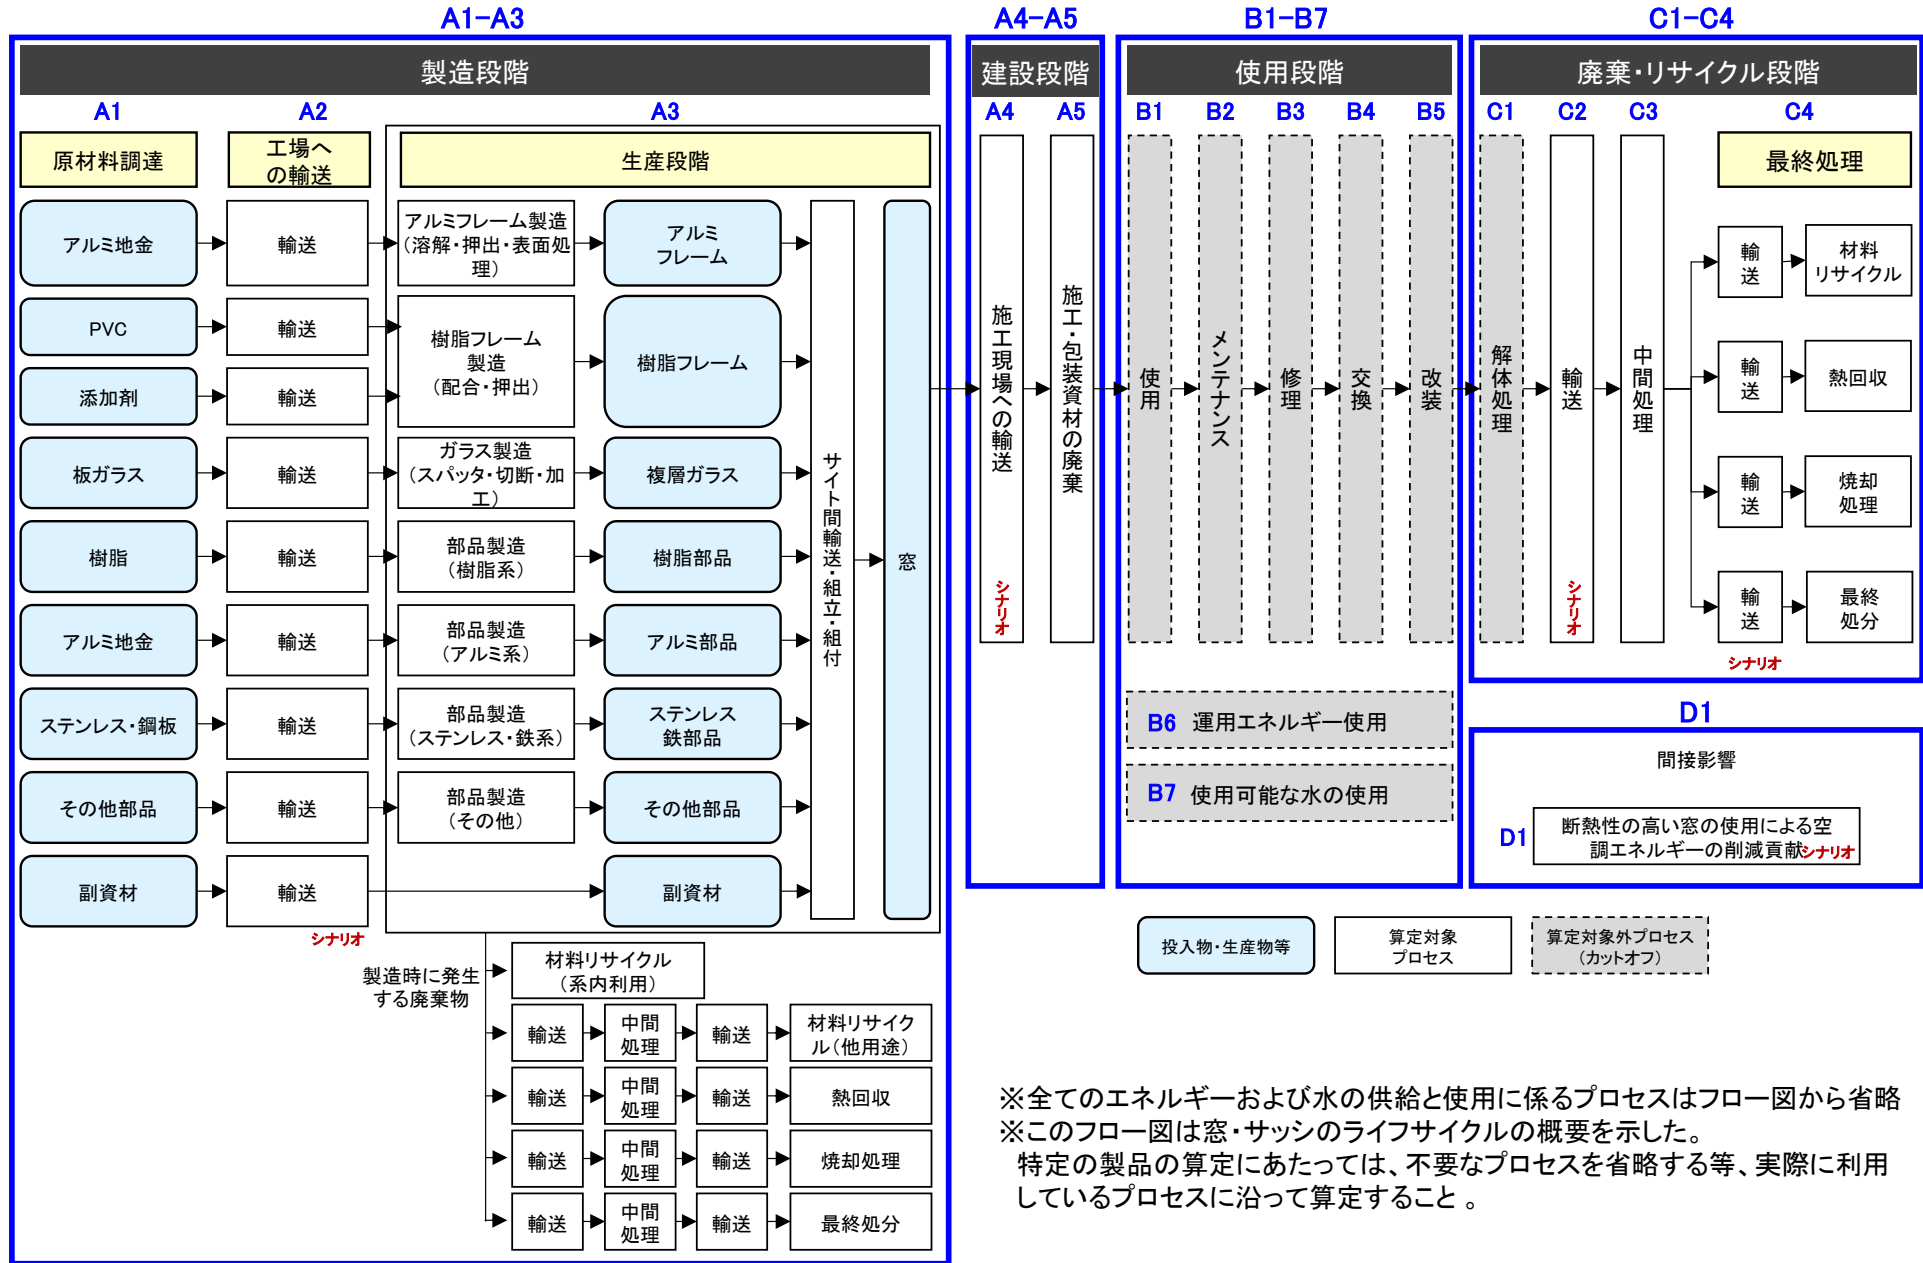 A1-A3
製造段階
A1
A2
A3
原材料調達
工場へ
の輸送
生産段階
アルミ地金
輸送
アルミフレーム製造
（溶解・押出・表面処
理）
アルミ
フレーム
PVC
輸送
添加剤
輸送
樹脂フレーム
製造
（配合・押出）
樹脂フレーム
板ガラス
輸送
ガラス製造
（スパッタ・切断・加
工）
複層ガラス
樹脂
輸送
部品製造
（樹脂系）
樹脂部品
アルミ地金
輸送
部品製造
（アルミ系）
アルミ部品
ステンレス・鋼板
輸送
部品製造
（ステンレス・鉄系）
ステンレス
鉄部品
その他部品
輸送
部品製造
（その他）
その他部品
副資材
輸送
副資材
シナリオ
サイト間輸送・組立・組付
窓
製造時に発生
する廃棄物
材料リサイクル
（系内利用）
輸送
中間
処理
輸送
材料リサイク
ル（他用途）
輸送
中間
処理
輸送
熱回収
輸送
中間
処理
輸送
焼却処理
輸送
中間
処理
輸送
最終処分
A4-A5
建設段階
A4
A5
施工現場への輸送
シナリオ
施工・包装資材の廃棄
B1-B7
使用段階
B1
B2
B3
B4
B5
使用
メンテナンス
修理
交換
改装
B6 運用エネルギー使用
B7 使用可能な水の使用
C1-C4
廃棄・リサイクル段階
C1
C2
C3
C4
解体処理
輸送
シナリオ
中間処理
最終処理
輸
送
材料
リサイクル
輸
送
熱回収
輸
送
焼却
処理
輸
送
最終
処分
シナリオ
D1
間接影響
D1
断熱性の高い窓の使用による空
調エネルギーの削減貢献シナリオ
投入物・生産物等
算定対象
プロセス
算定対象外プロセス
（カットオフ）
※全てのエネルギーおよび水の供給と使用に係るプロセスはフロー図から省略
※このフロー図は窓・サッシのライフサイクルの概要を示した。
特定の製品の算定にあたっては、不要なプロセスを省略する等、実際に利用
しているプロセスに沿って算定すること 。